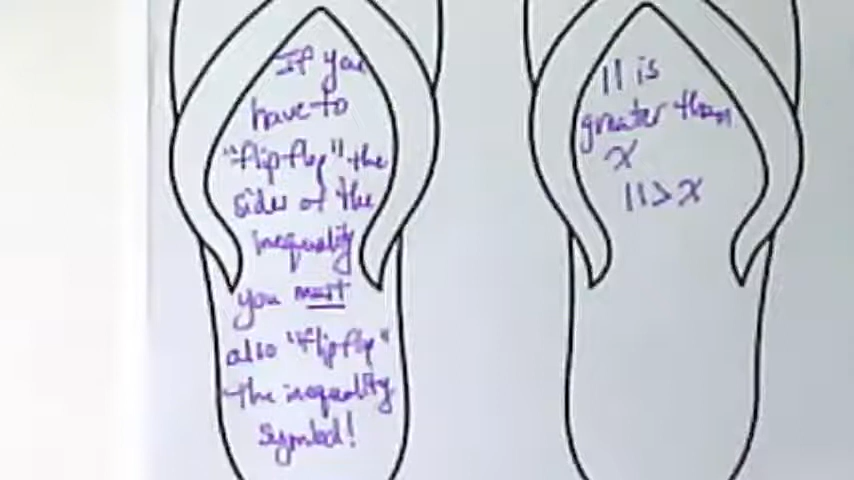 If you
have to
"flip flop" the
sides of the
inequality
you must
also "flip flop"
the inequality
symbol!
11 is
greater than
x
11 > x